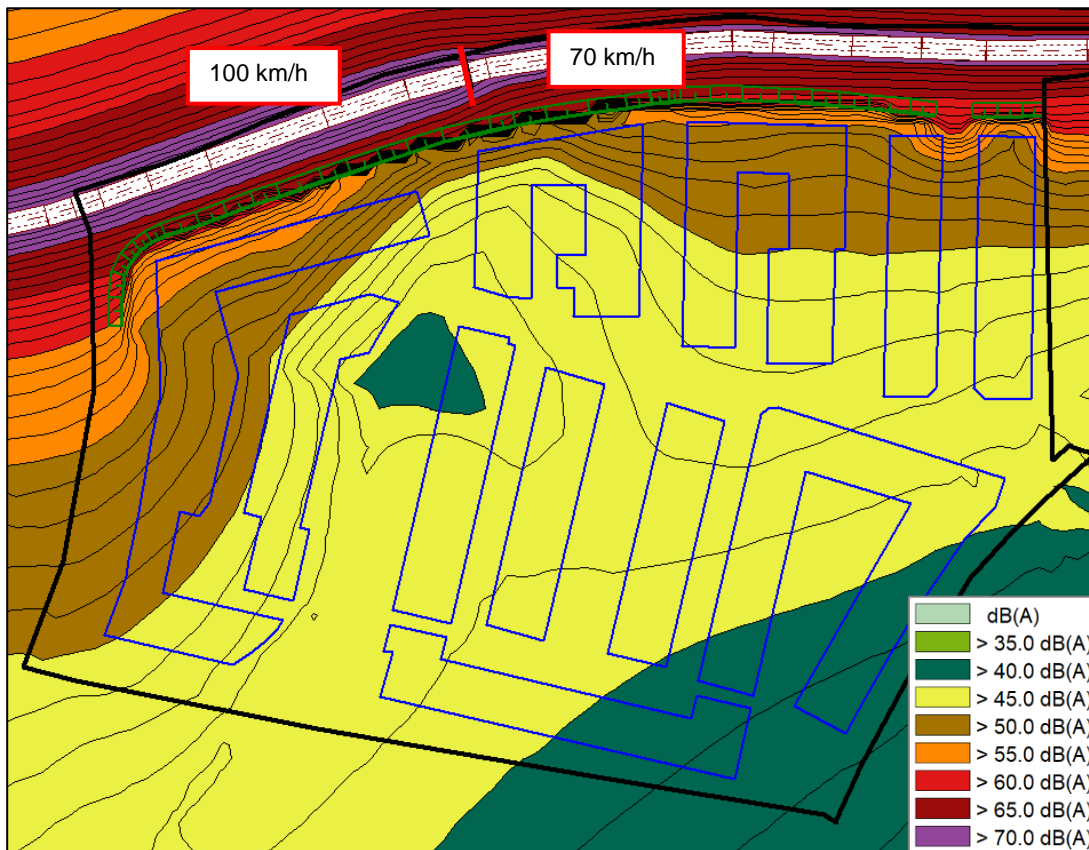 100 km/h
70 km/h
dB(A)
> 35.0 dB(A)
> 40.0 dB(A)
> 45.0 dB(A)
> 50.0 dB(A)
> 55.0 dB(A)
> 60.0 dB(A)
> 65.0 dB(A)
> 70.0 dB(A)